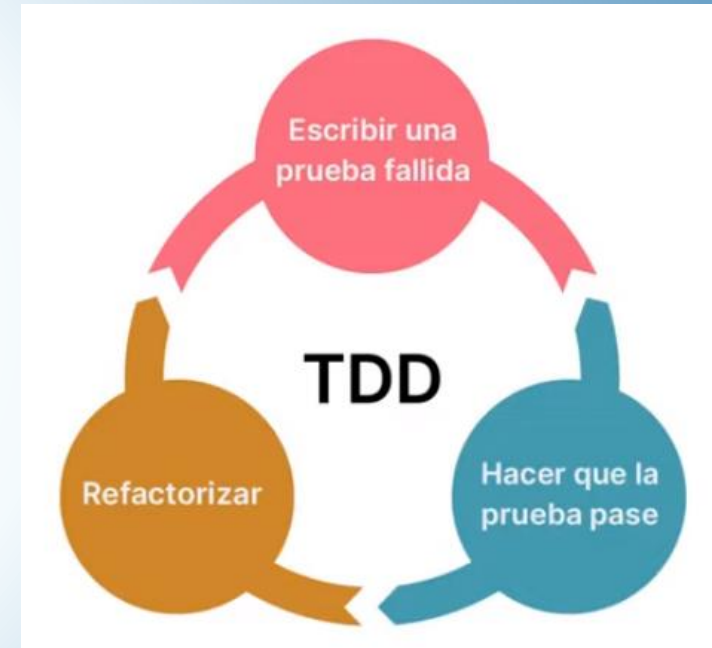 Escribir una
prueba fallida
TDD
Hacer que la
prueba pase
Refactorizar